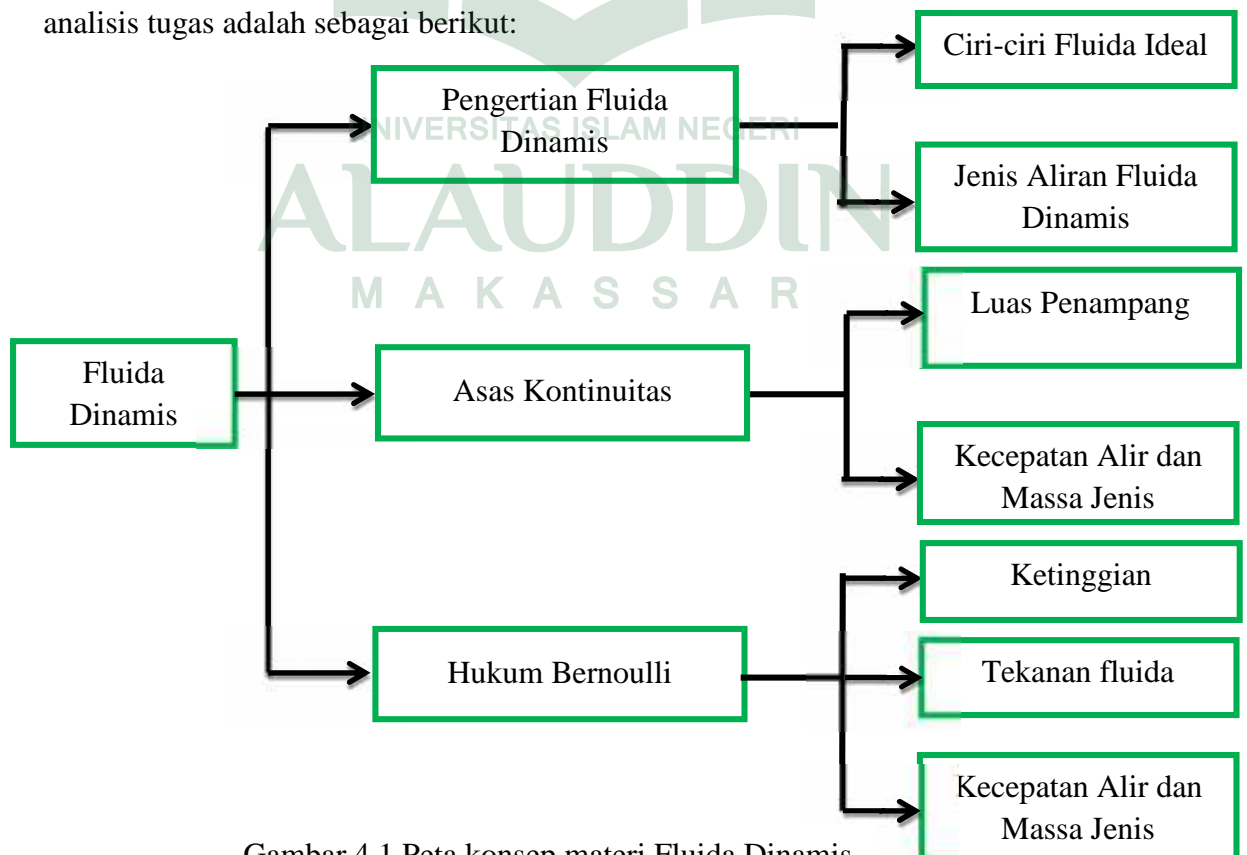 analisis tugas adalah sebagai berikut:
Ciri-ciri Fluida Ideal
Pengertian Fluida
Dinamis
UNIVERSITAS ISLAM NEGERI
Jenis Aliran Fluida
Dinamis
ALAUDDIN
MAKASSAR
Luas Penampang
Fluida
Dinamis
Asas Kontinuitas
Kecepatan Alir dan
Massa Jenis
Ketinggian
Hukum Bernoulli
Tekanan fluida
Kecepatan Alir dan
Massa Jenis
Gambar 4.1 Peta konsep materi Fluida Dinamis